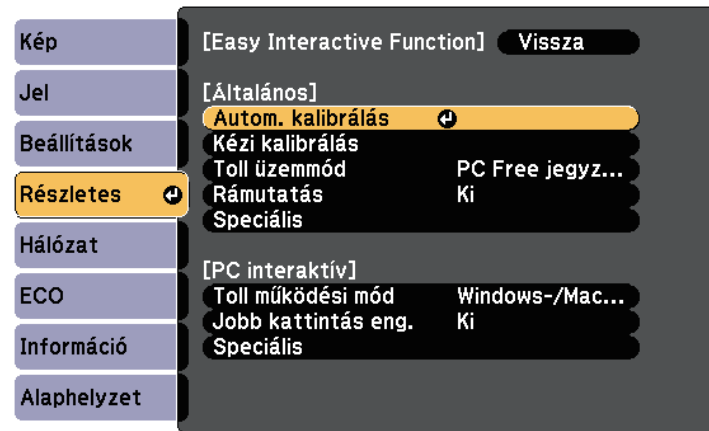 Kép
Jel
Beállítások
Részletes
Hálózat
ECO
Információ
Alaphelyzet
[Easy Interactive Function] Vissza
[Általános]
Autom. kalibrálás
Kézi kalibrálás
Toll üzemmód PC Free jegyz...
Rámutatás Ki
Speciális
[PC interaktív]
Toll működési mód Windows-/Mac...
Jobb kattintás eng. Ki
Speciális